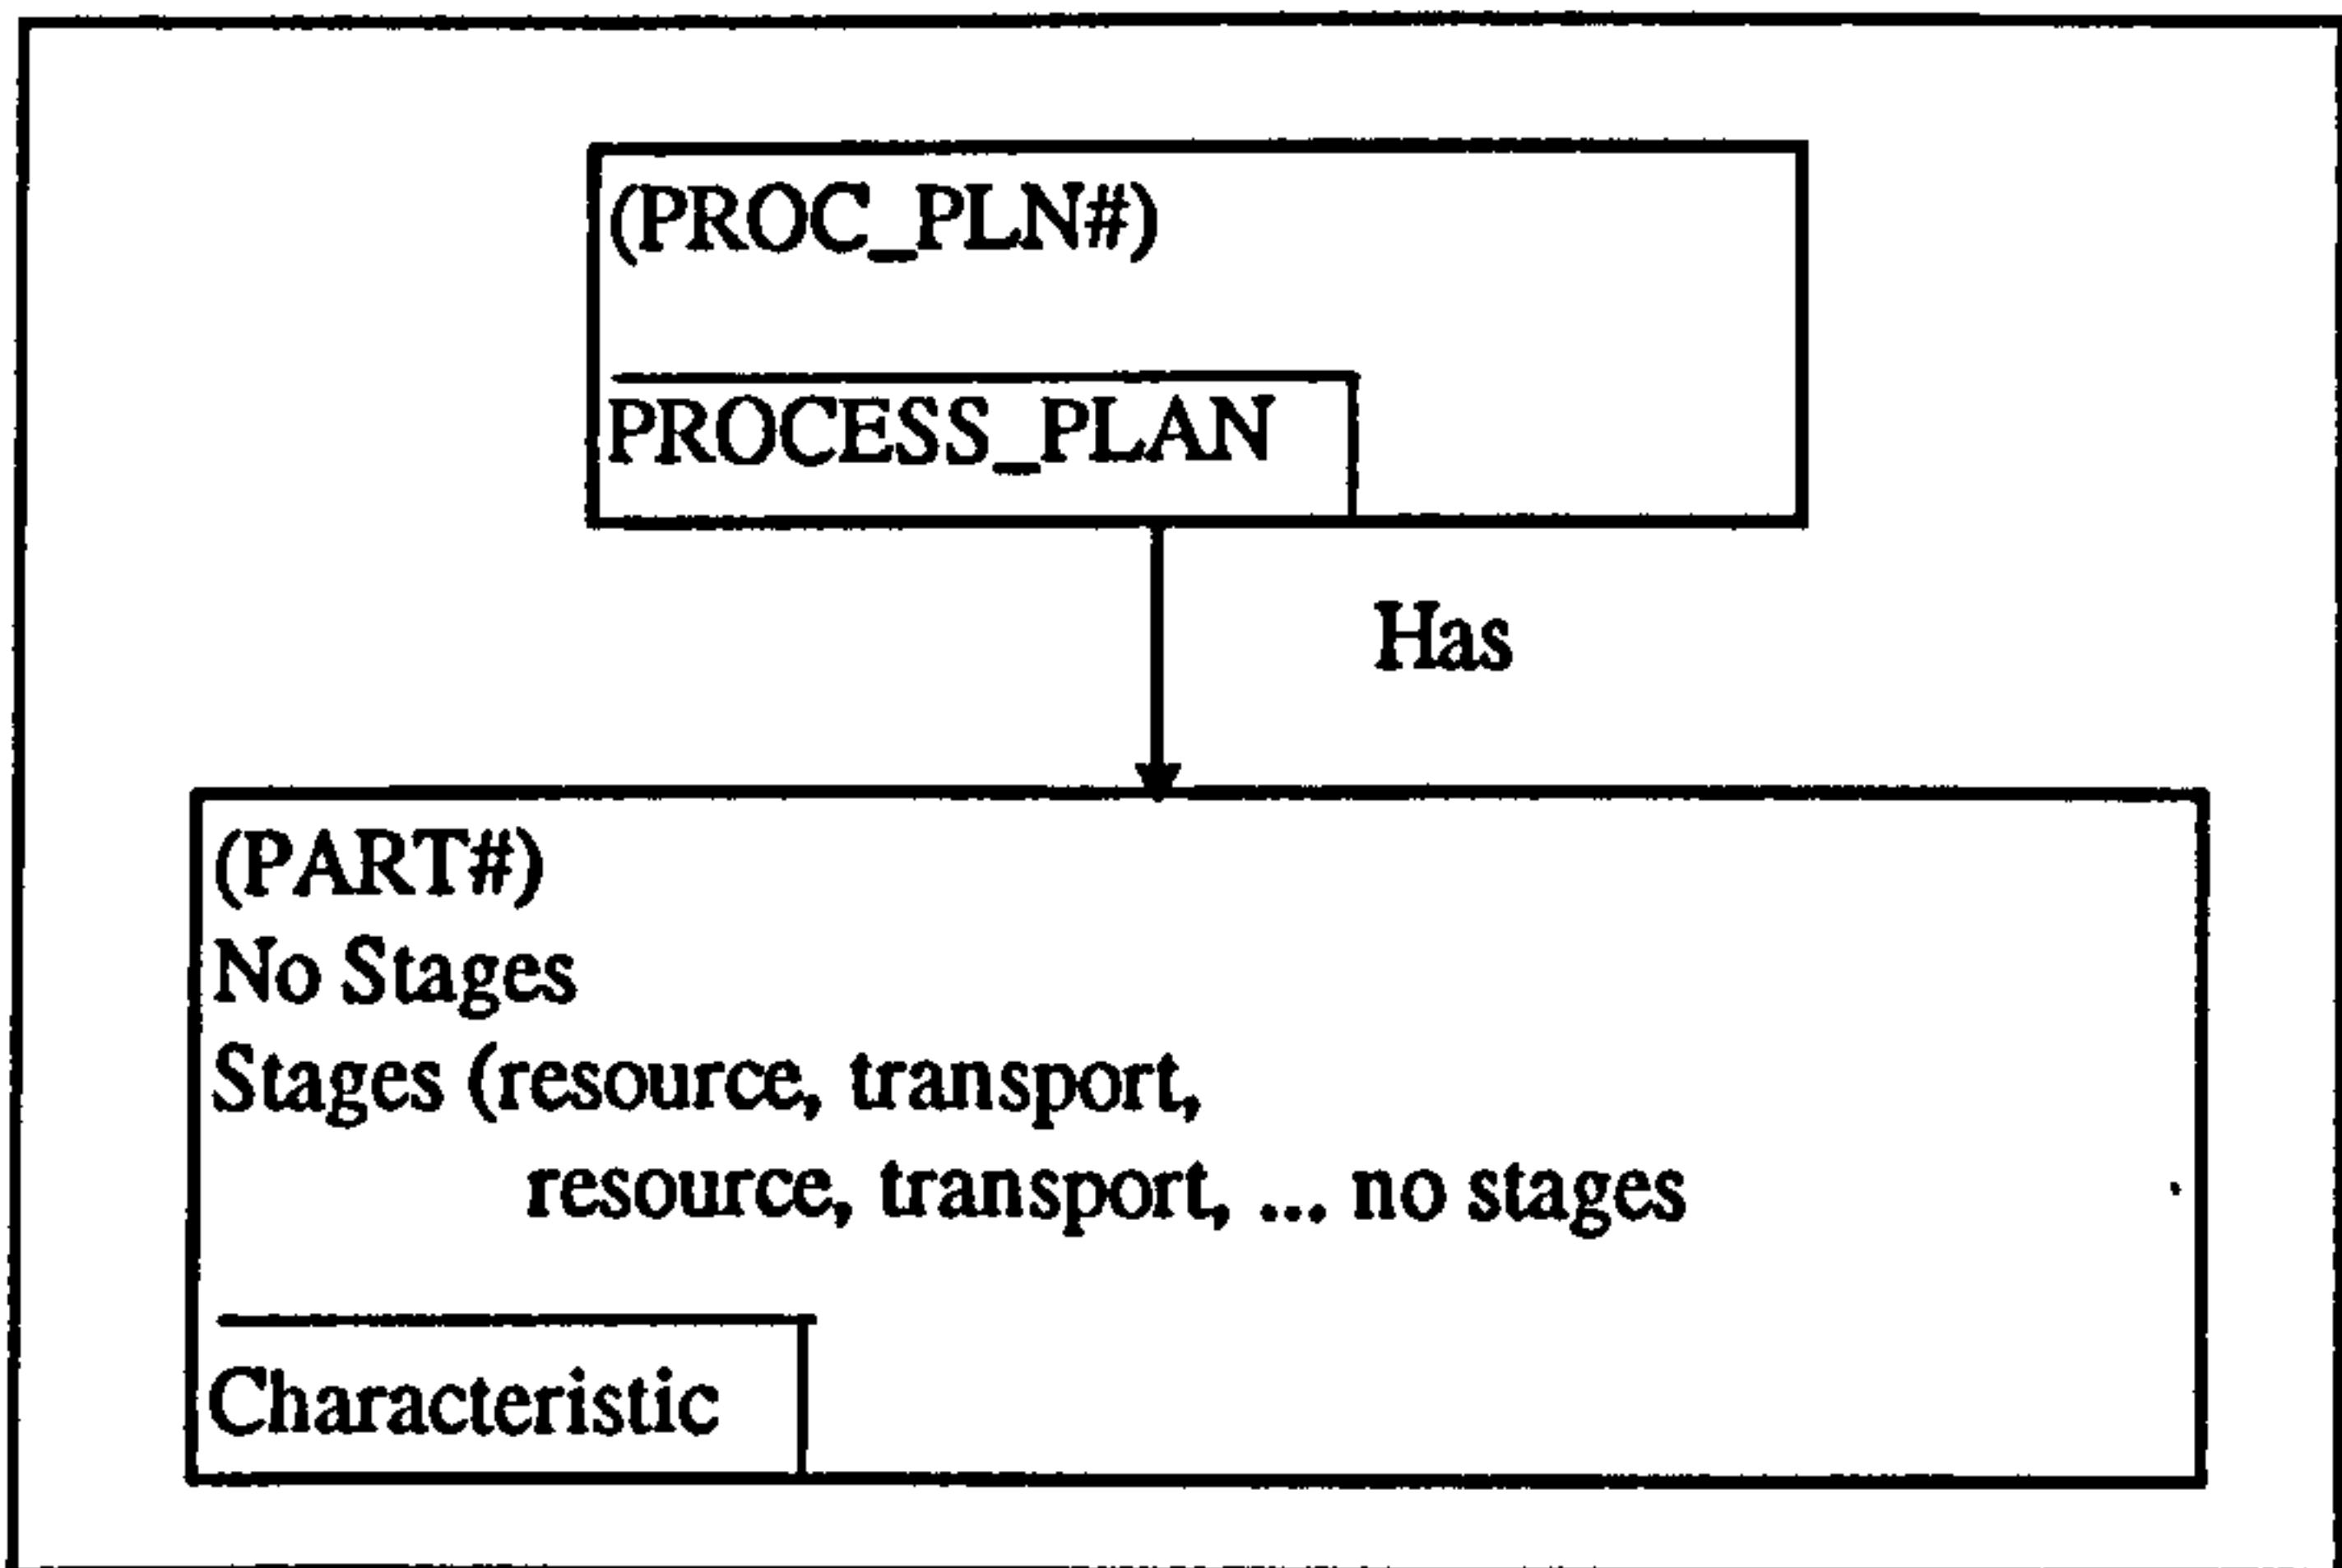 (PROC_PLN#)
PROCESS_PLAN
Has
(PART#)
No Stages
Stages (resource, transport,
resource, transport, ... no stages
Characteristic